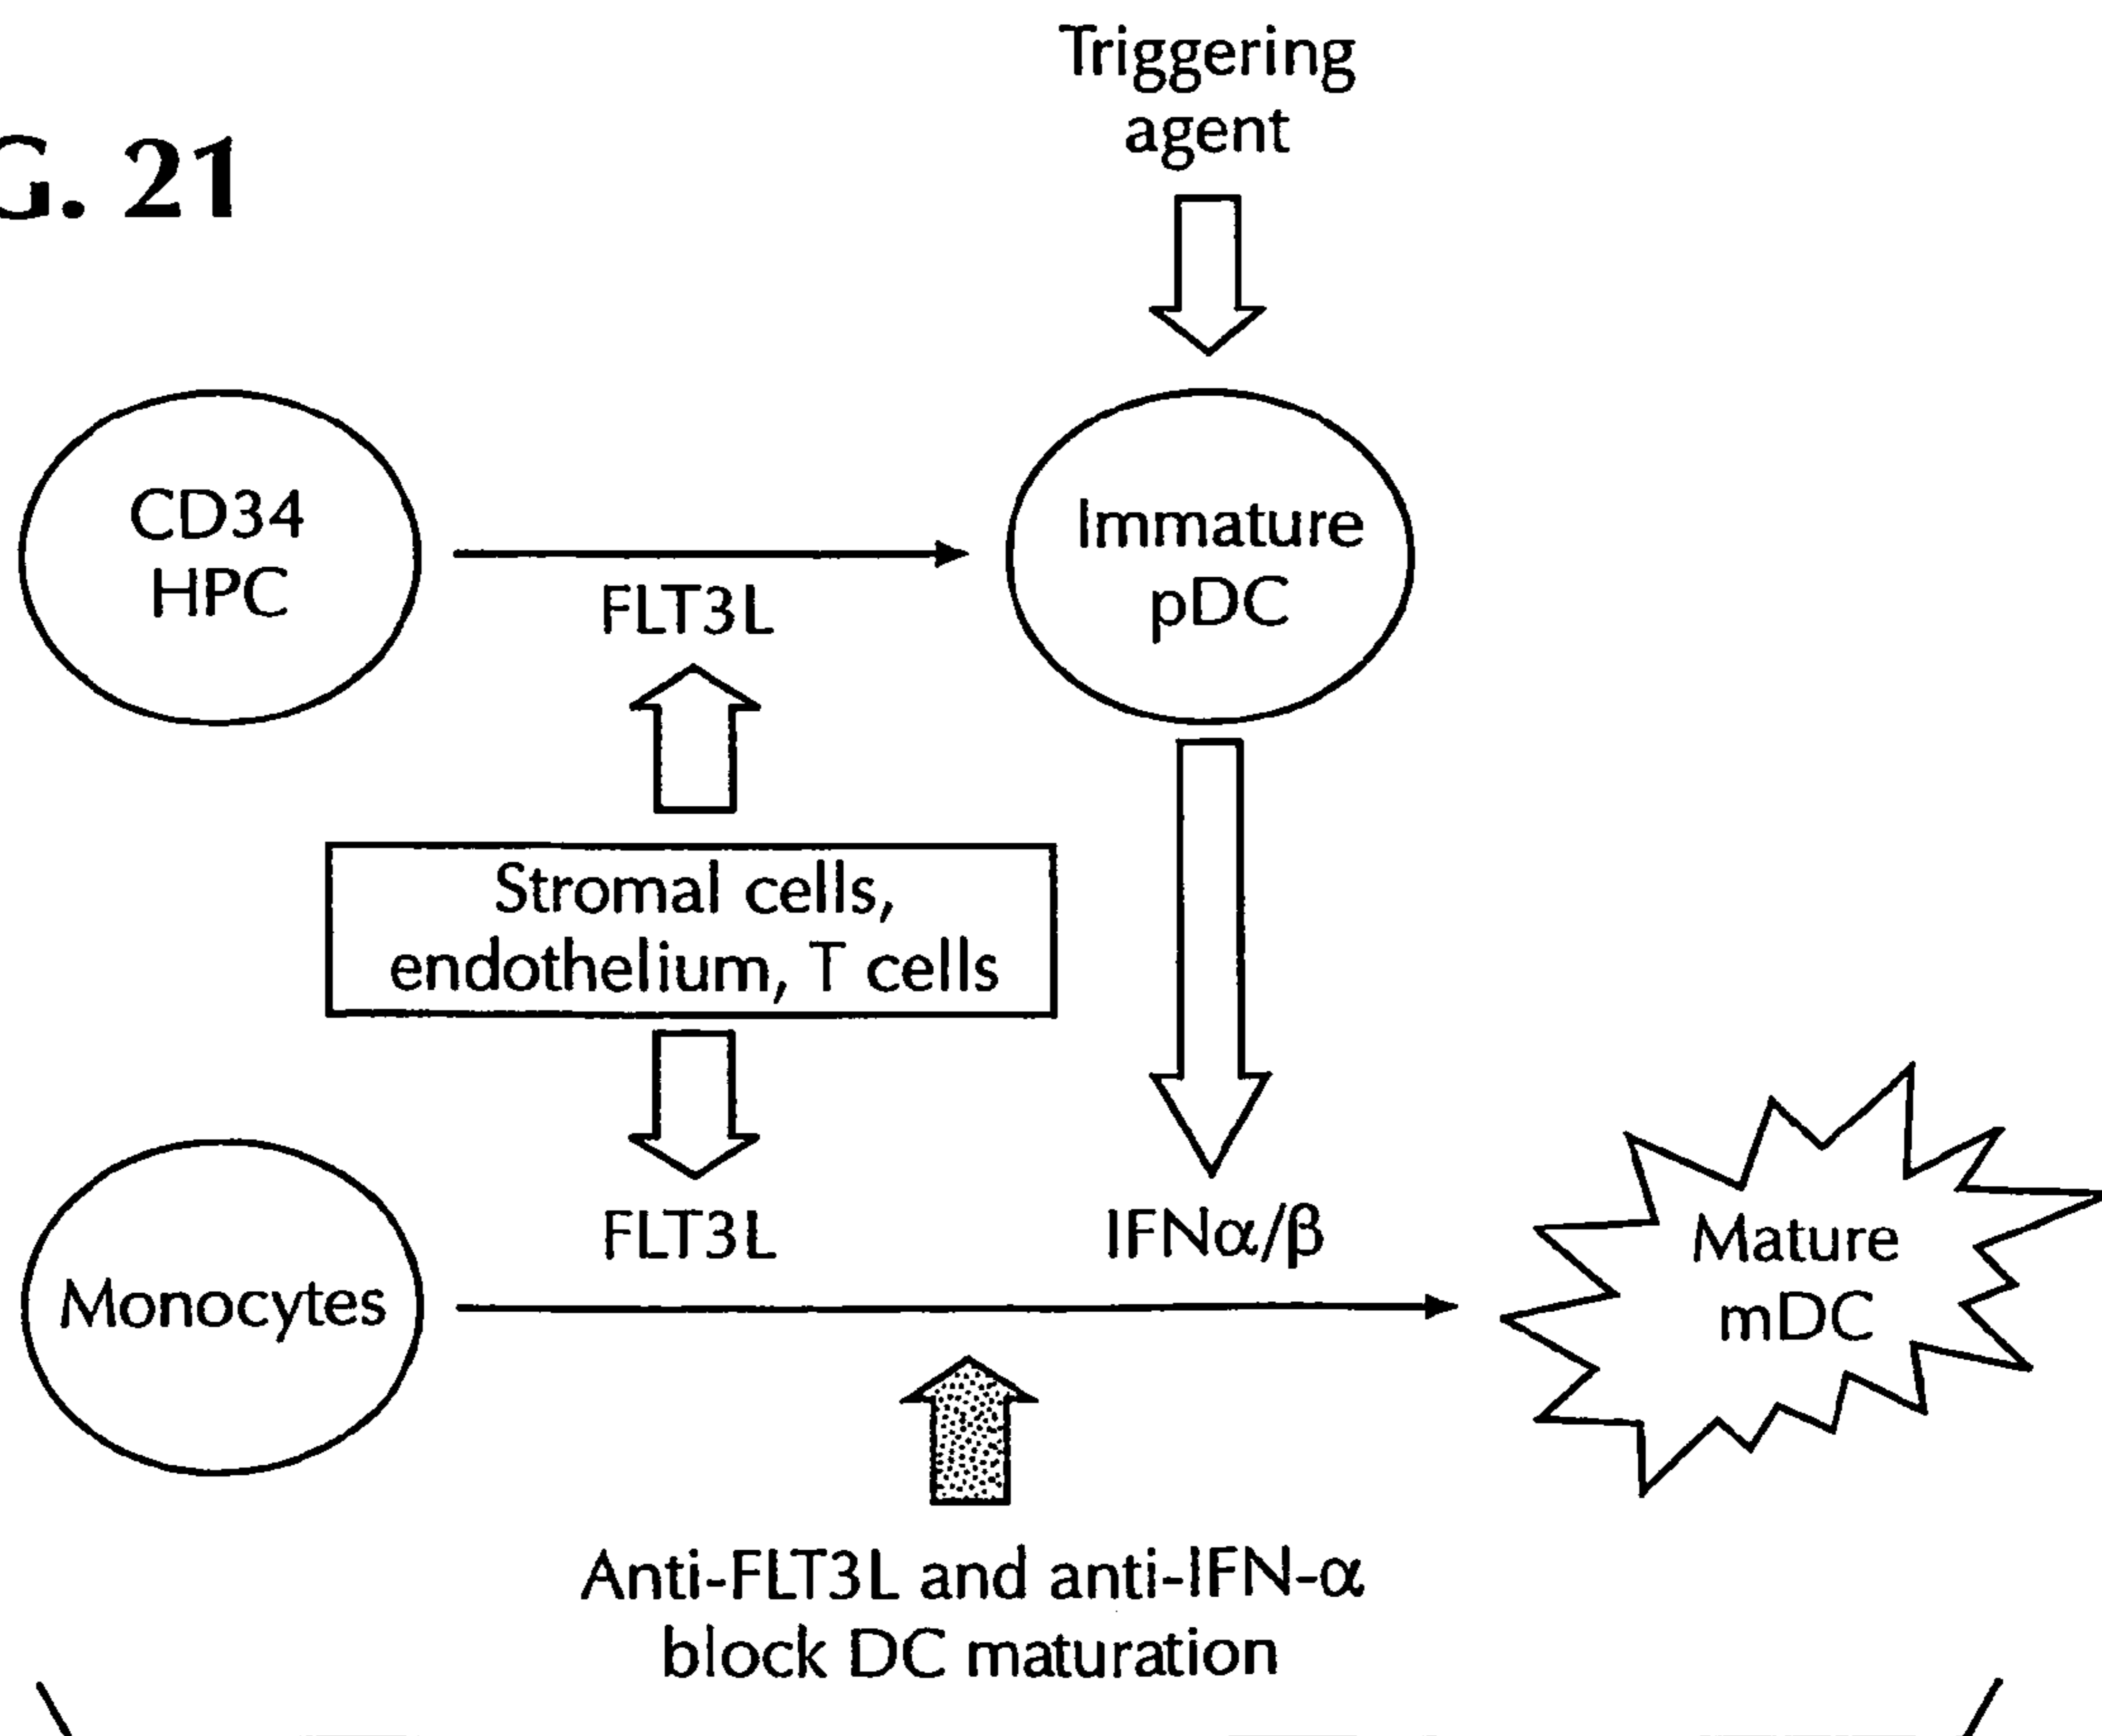 G. 21
Triggering
agent
CD34
HPC
FLT3L
Immature
pDC
Stromal cells,
endothelium, T cells
FLT3L
IFNα/β
Monocytes
Mature
mDC
Anti-FLT3L and anti-IFN-α
block DC maturation